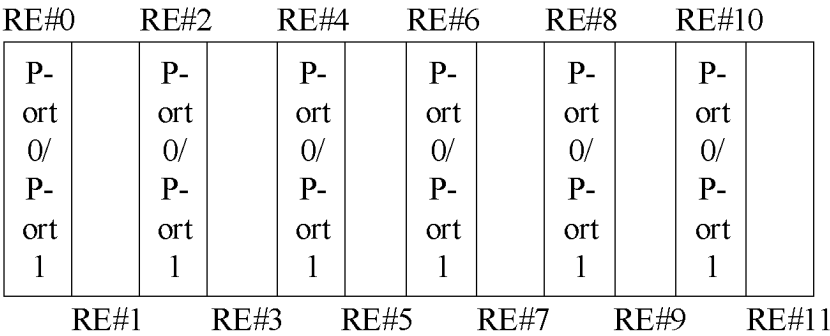 RE#0 RE#2 RE#4 RE#6 RE#8 RE#10
P- P- P- P- P- P-
ort ort ort ort ort ort
0/ 0/ 0/ 0/ 0/ 0/
P- P- P- P- P- P-
ort ort ort ort ort ort
1 1 1 1 1 1
RE#1 RE#3 RE#5 RE#7 RE#9 RE#11